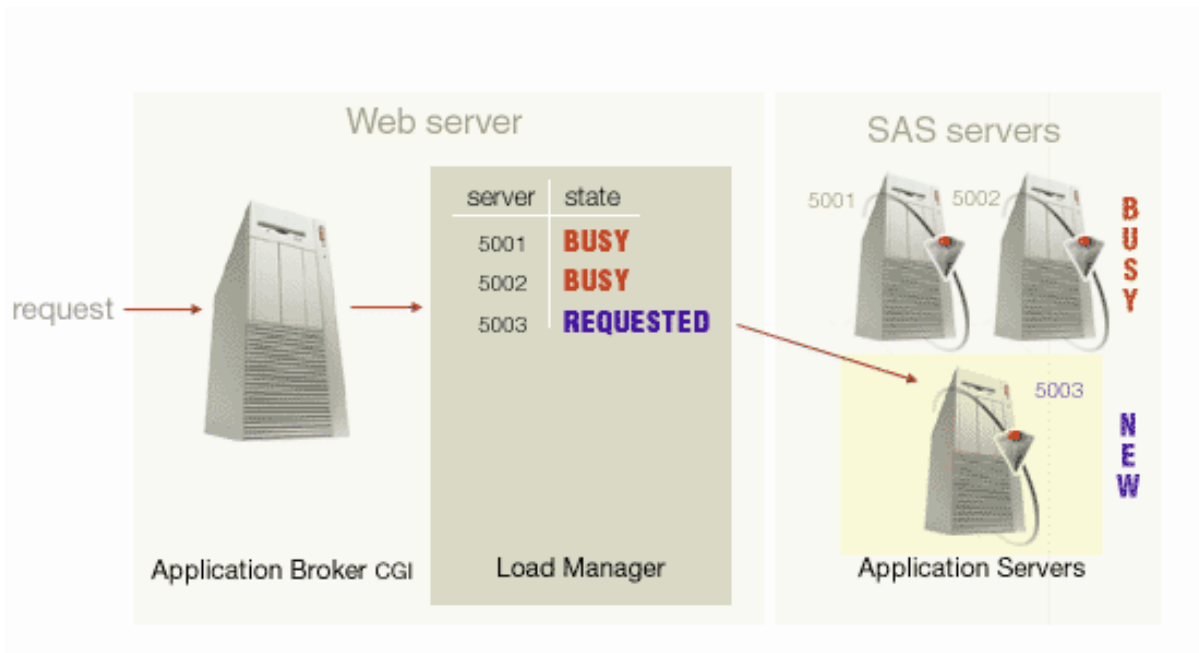 Web server
SAS servers
request
server state
5001 BUSY
5002 BUSY
5003 REQUESTED
Application Broker CGI
Load Manager
5001
5002
BUSY
5003
NEW
Application Servers